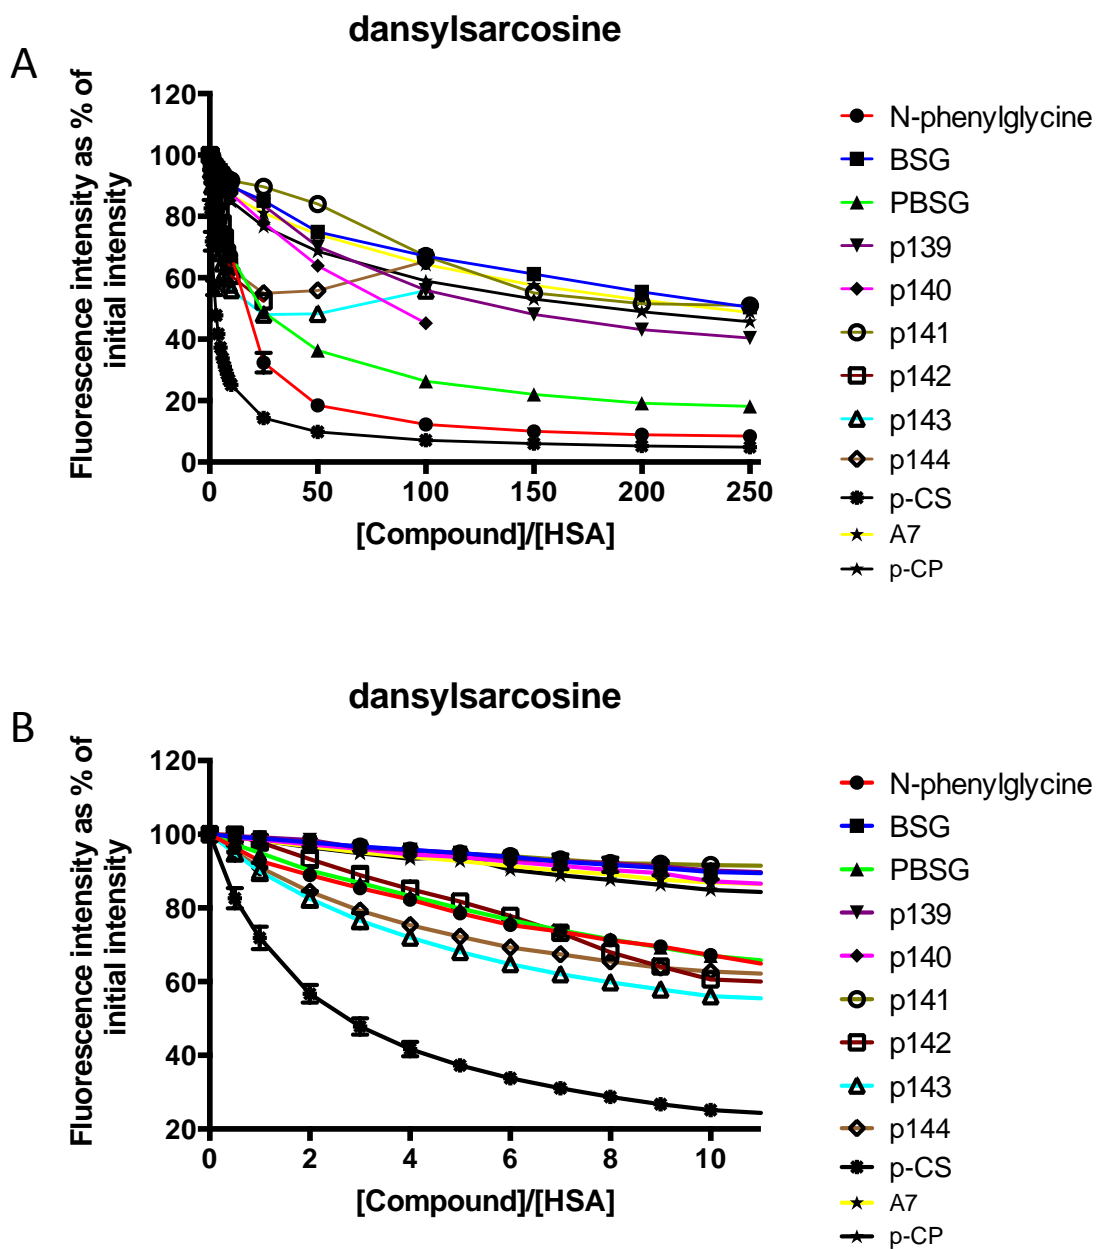 dansylsarcosine
A
Fluorescence intensity as % of
initial intensity
120
100
80
60
40
20
0
0 50 100 150 200 250
[Compound]/[HSA]
N-phenylglycine
BSG
PBSG
p139
p140
p141
p142
p143
p144
p-CS
A7
p-CP
dansylsarcosine
B
Fluorescence intensity as % of
initial intensity
120
100
80
60
40
20
0 2 4 6 8 10
[Compound]/[HSA]
N-phenylglycine
BSG
PBSG
p139
p140
p141
p142
p143
p144
p-CS
A7
p-CP